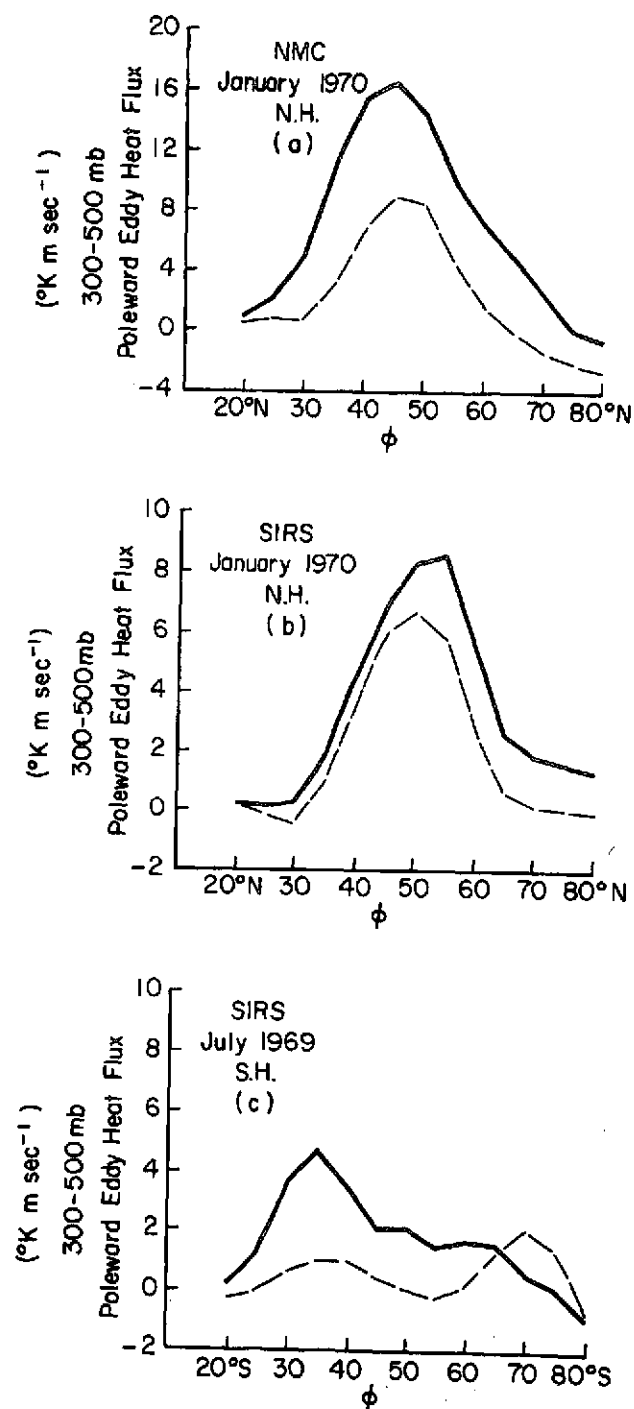 NMC
January 1970
N.H.
(a)
(°K m sec⁻¹)
300-500 mb
Poleward Eddy Heat Flux
20
16
12
8
4
0
-4
20°N 30 40 50 60 70 80°N
ϕ
SIRS
January 1970
N.H.
(b)
(°K m sec⁻¹)
300-500mb
Poleward Eddy Heat Flux
10
8
6
4
2
0
-2
20°N 30 40 50 60 70 80°N
ϕ
SIRS
July 1969
S.H.
(c)
(°K m sec⁻¹)
300-500mb
Poleward Eddy Heat Flux
10
8
6
4
2
0
-2
20°S 30 40 50 60 70 80°S
ϕ